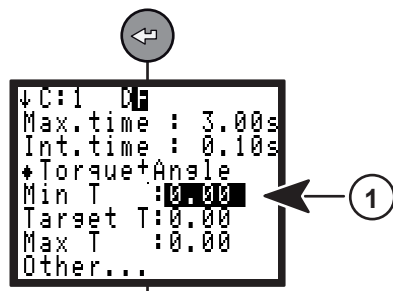 ↓C:1 DF
Max.time : 3.00s
Int.time : 0.10s
♦Torque+Angle
Min T :0.00
Target T:0.00
Max T :0.00
Other...
1